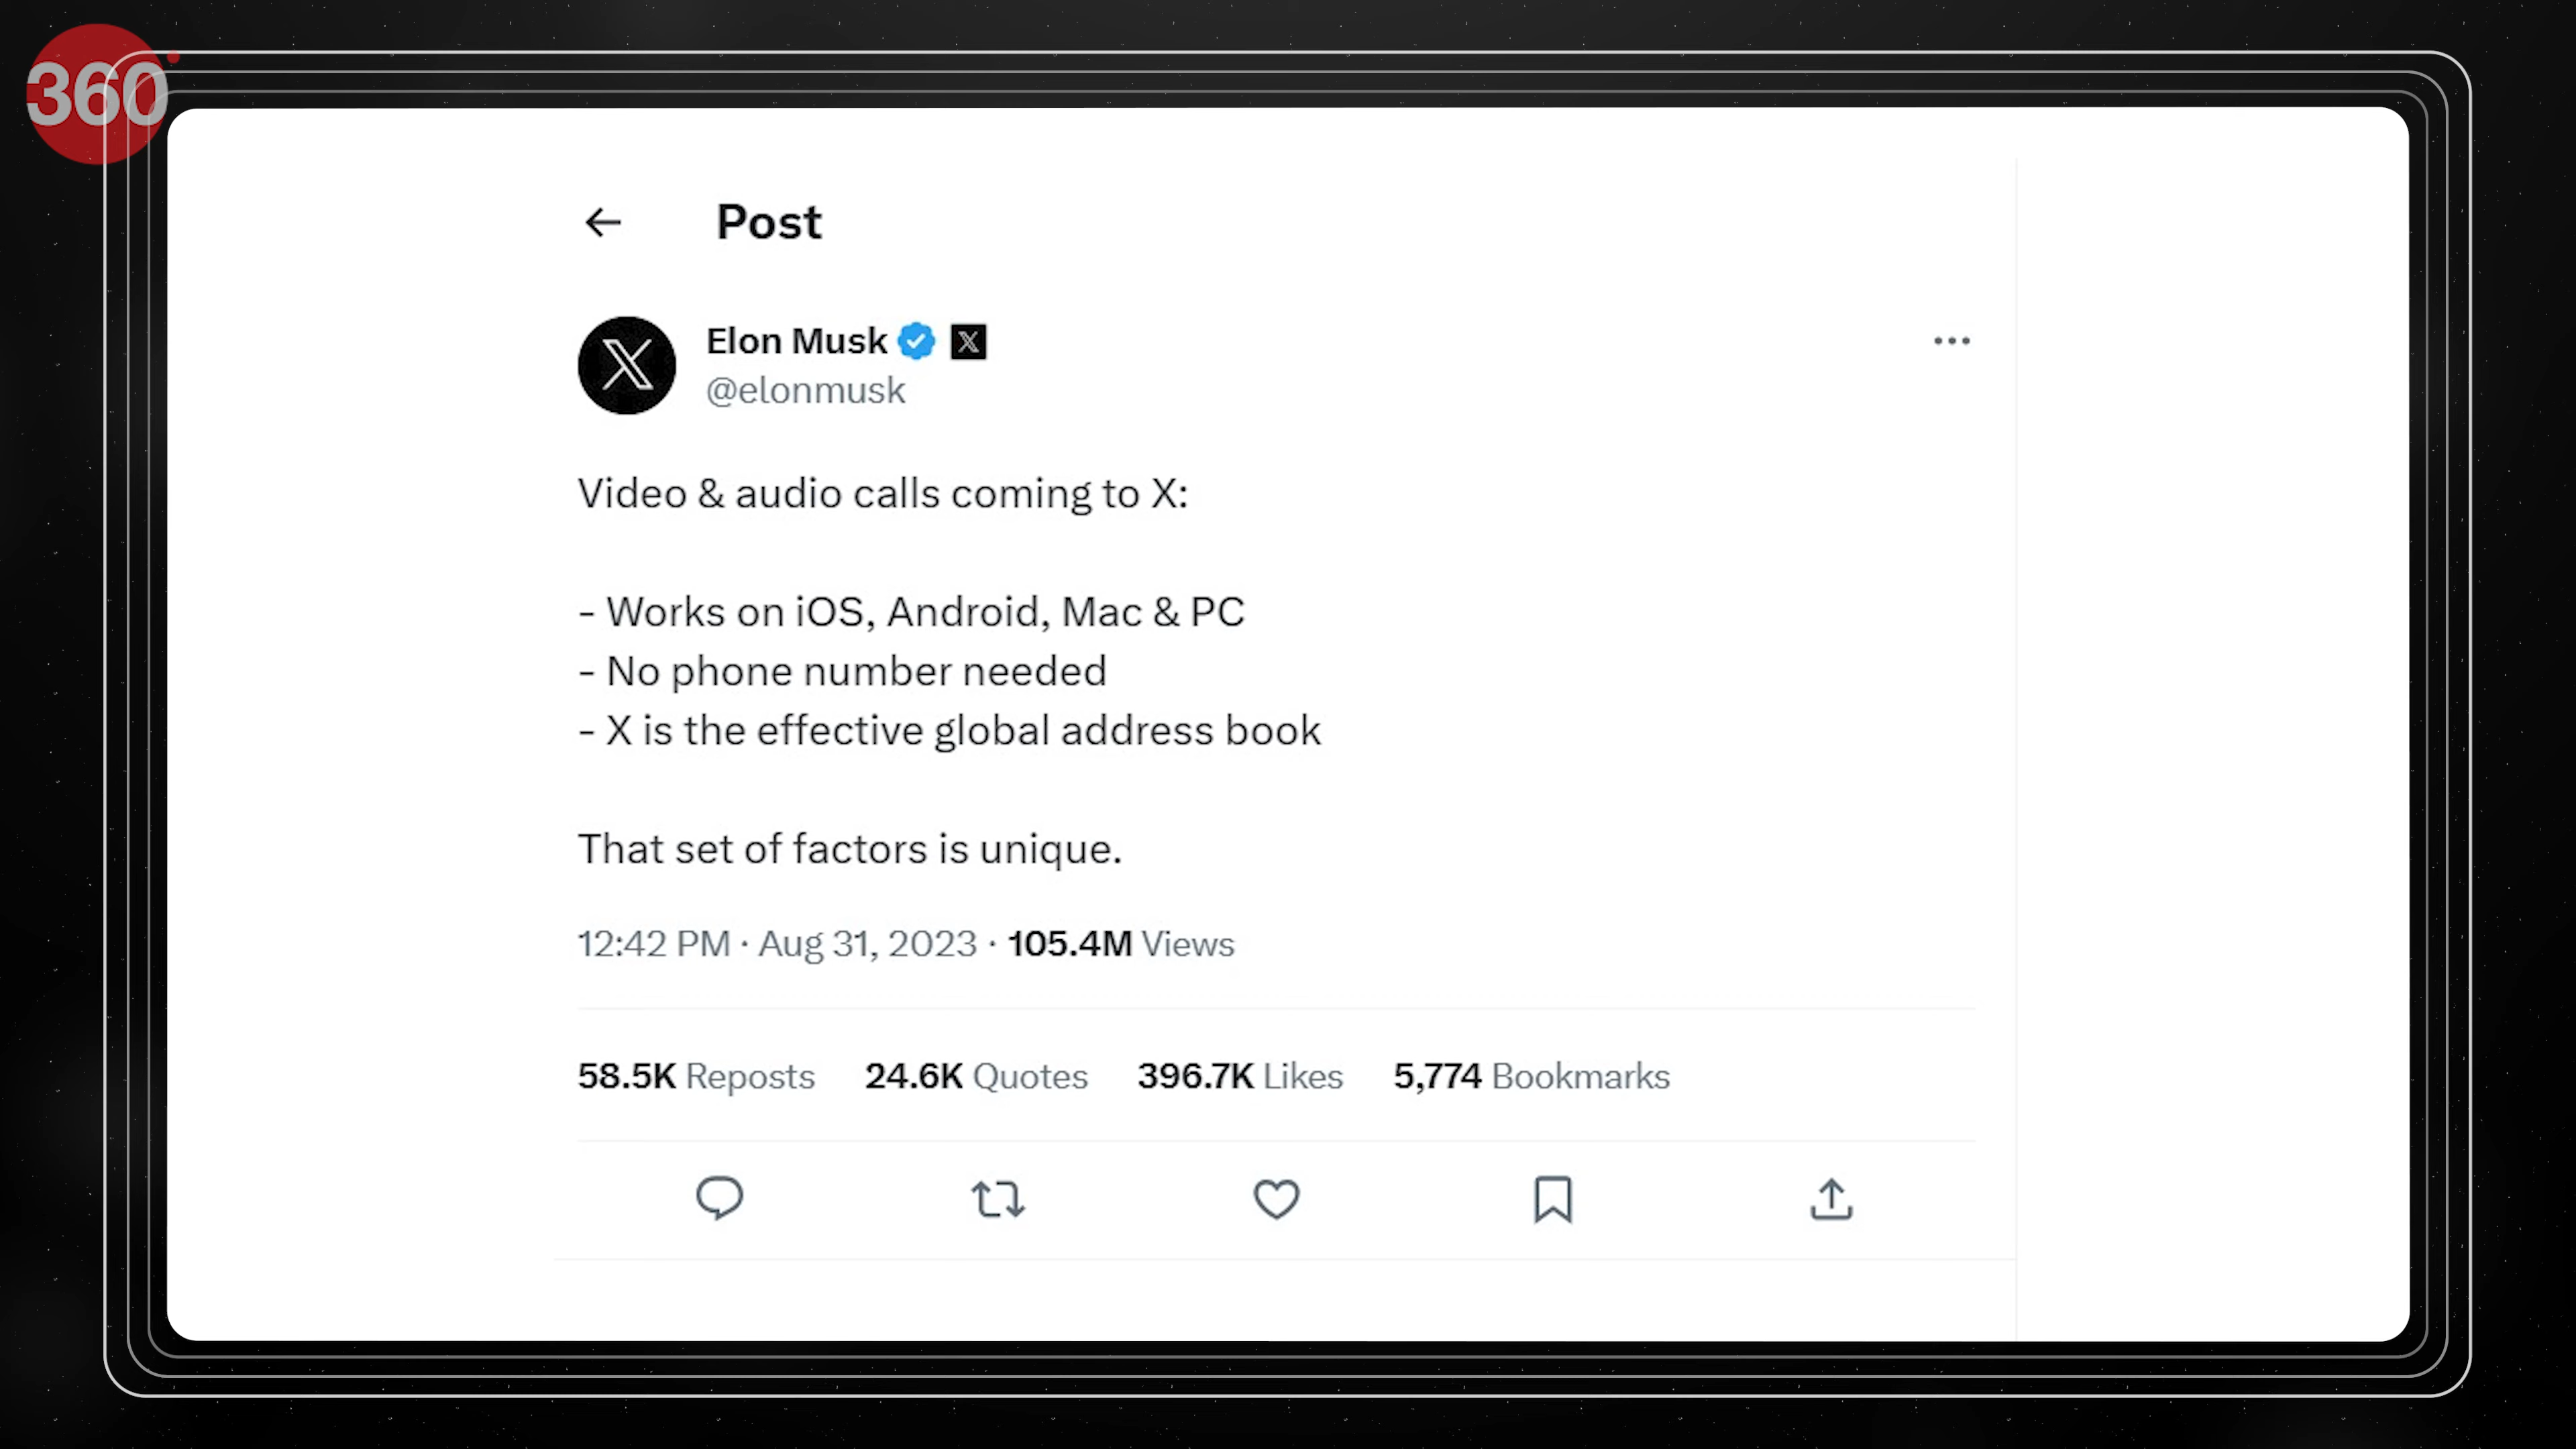 360
Post
Elon Musk
@elonmusk
Video & audio calls coming to X:
- Works on iOS, Android, Mac & PC
- No phone number needed
- X is the effective global address book
That set of factors is unique.
12:42 PM · Aug 31, 2023 · 105.4M Views
58.5K Reposts 24.6K Quotes 396.7K Likes 5,774 Bookmarks